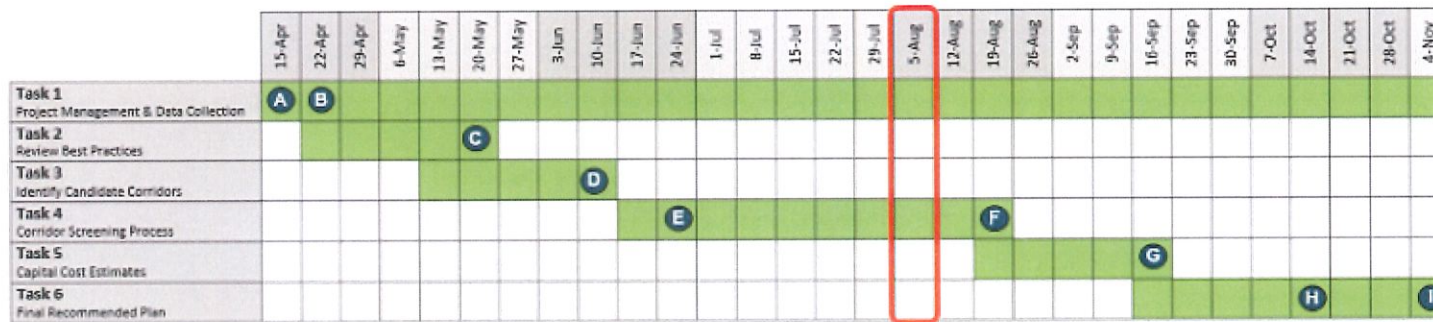 15-Apr 22-Apr 29-Apr 6-May 13-May 20-May 27-May 3-Jun 10-Jun 17-Jun 24-Jun 1-Jul 8-Jul 15-Jul 22-Jul 29-Jul 5-Aug 12-Aug 19-Aug 26-Aug 2-Sep 9-Sep 16-Sep 23-Sep 30-Sep 7-Oct 14-Oct 21-Oct 28-Oct 4-Nov
Task 1 A B
Project Management & Data Collection
Task 2 C
Review Best Practices
Task 3 D
Identify Candidate Corridors
Task 4 E F
Corridor Screening Process
Task 5 G
Capital Cost Estimates
Task 6 H I
Final Recommended Plan